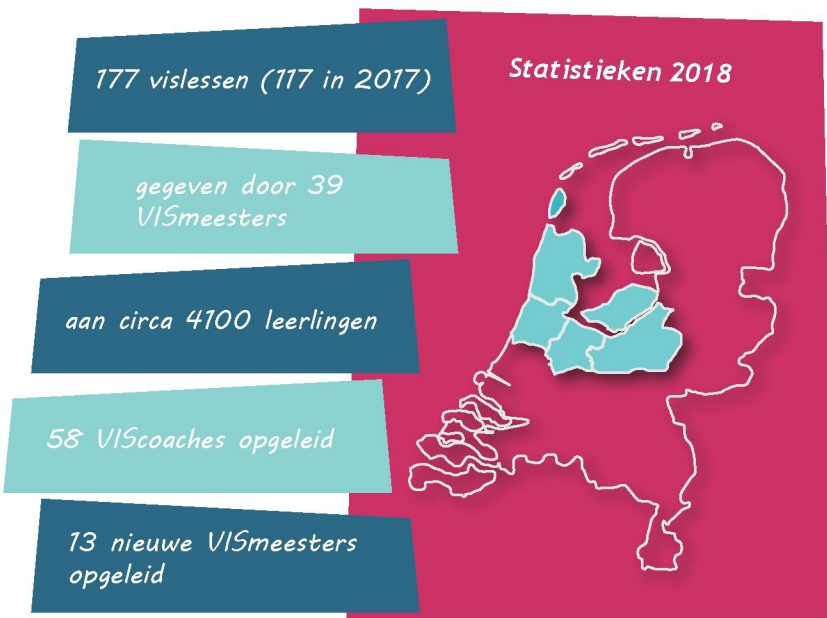 177 vislessen (117 in 2017)
Statistieken 2018
gegeven door 39
VISmeesters
aan circa 4100 leerlingen
58 VIScoaches opgeleid
13 nieuwe VISmeesters
opgeleid